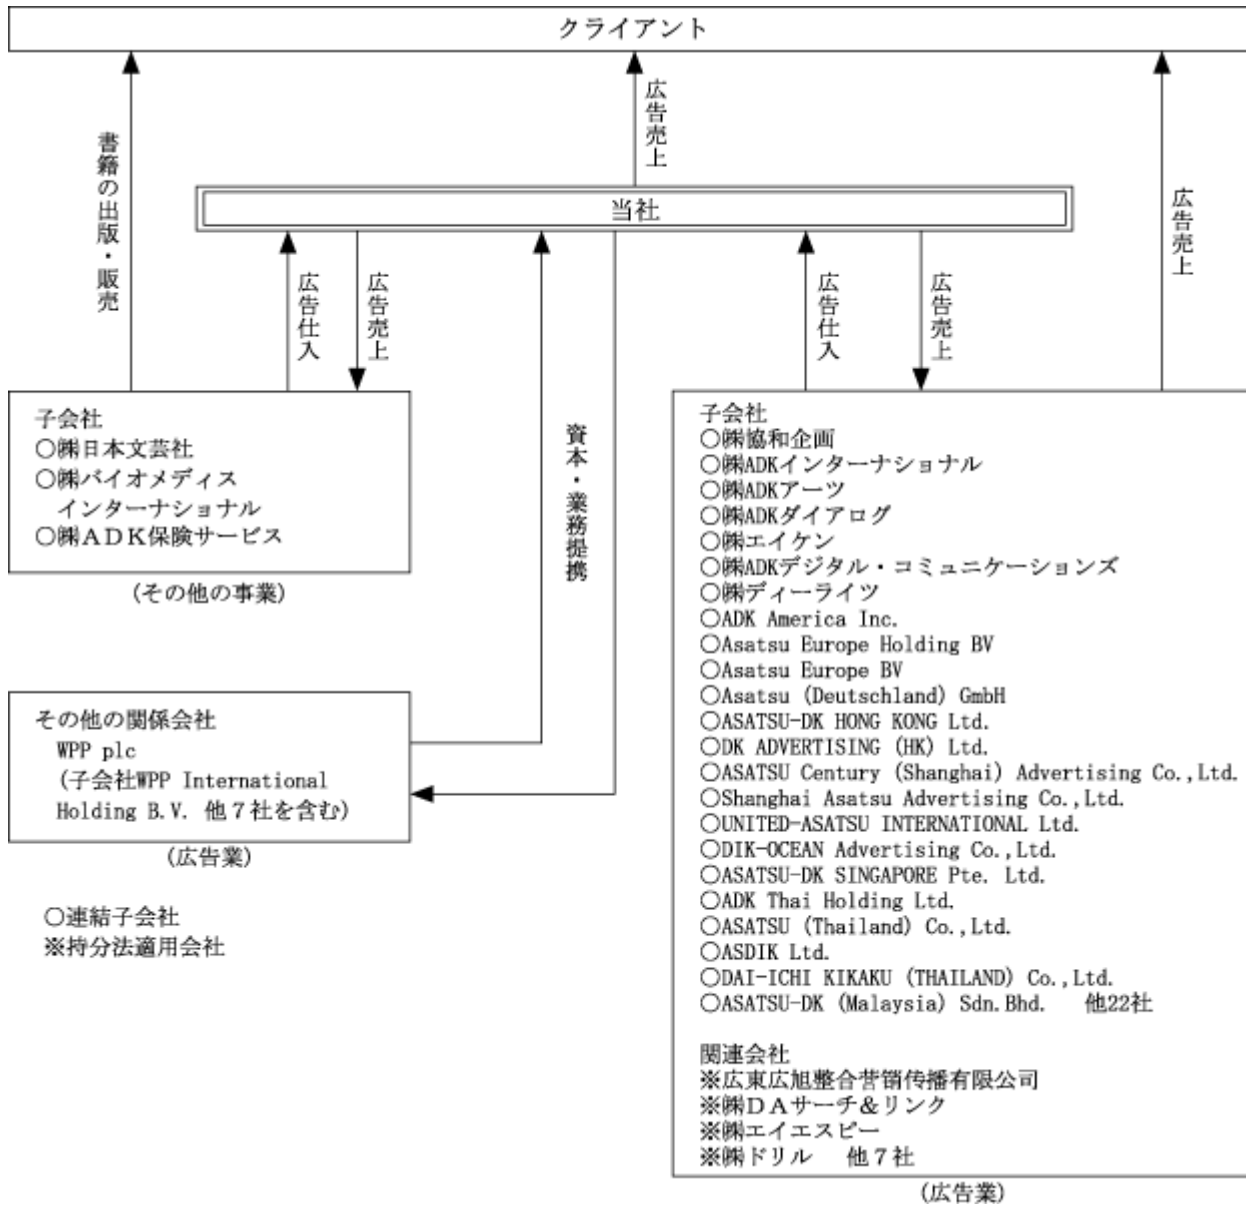 クライアント
広告売上
書籍の出版・販売
広告売上
当社
広告仕入
広告売上
広告仕入
広告売上
資本・業務提携
子会社
○㈱日本文芸社
○㈱バイオメディス
インターナショナル
○㈱ＡＤＫ保険サービス
(その他の事業)
その他の関係会社
WPP plc
(子会社WPP International
Holding B.V. 他７社を含む)
(広告業)
○連結子会社
※持分法適用会社
子会社
○㈱協和企画
○㈱ADKインターナショナル
○㈱ADKアーツ
○㈱ADKダイアログ
○㈱エイケン
○㈱ADKデジタル・コミュニケーションズ
○㈱ディーライツ
○ADK America Inc.
○Asatsu Europe Holding BV
○Asatsu Europe BV
○Asatsu (Deutschland) GmbH
○ASATSU-DK HONG KONG Ltd.
○DK ADVERTISING (HK) Ltd.
○ASATSU Century (Shanghai) Advertising Co.,Ltd.
○Shanghai Asatsu Advertising Co.,Ltd.
○UNITED-ASATSU INTERNATIONAL Ltd.
○DIK-OCEAN Advertising Co.,Ltd.
○ASATSU-DK SINGAPORE Pte. Ltd.
○ADK Thai Holding Ltd.
○ASATSU (Thailand) Co.,Ltd.
○ASDIK Ltd.
○DAI-ICHI KIKAKU (THAILAND) Co.,Ltd.
○ASATSU-DK (Malaysia) Sdn.Bhd. 他22社
関連会社
※広東広旭整合营销传播有限公司
※㈱ＤＡサーチ＆リンク
※㈱エイエスピー
※㈱ドリル 他７社
(広告業)